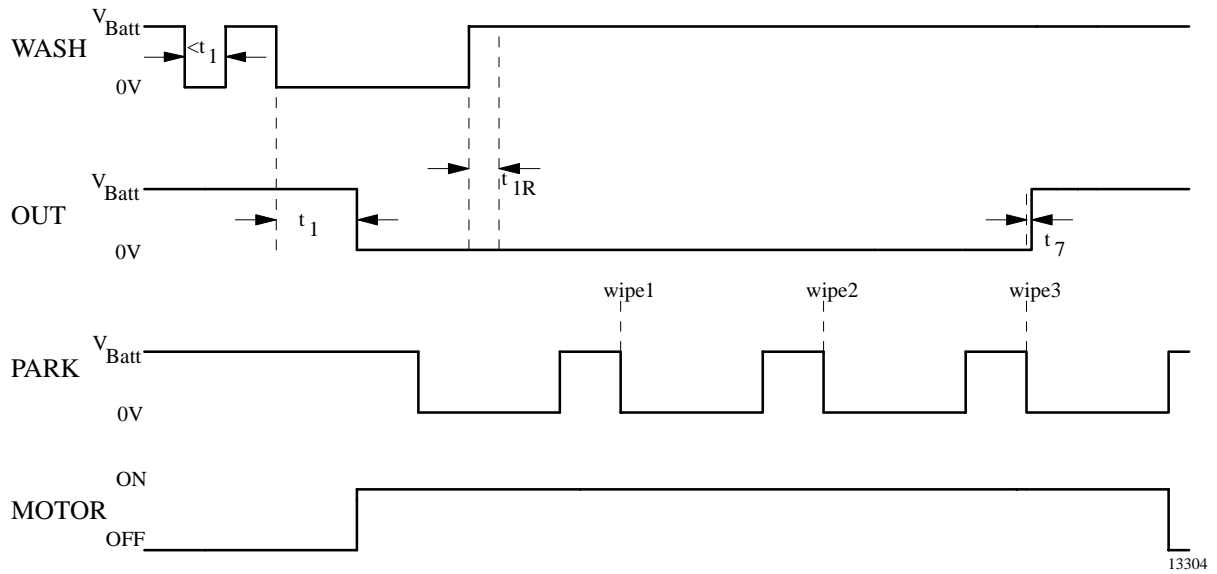 V_Batt
WASH
<t_1
0V
V_Batt
OUT
t_1
t_1R
t_7
0V
wipe1 wipe2 wipe3
V_Batt
PARK
0V
ON
MOTOR
OFF
13304